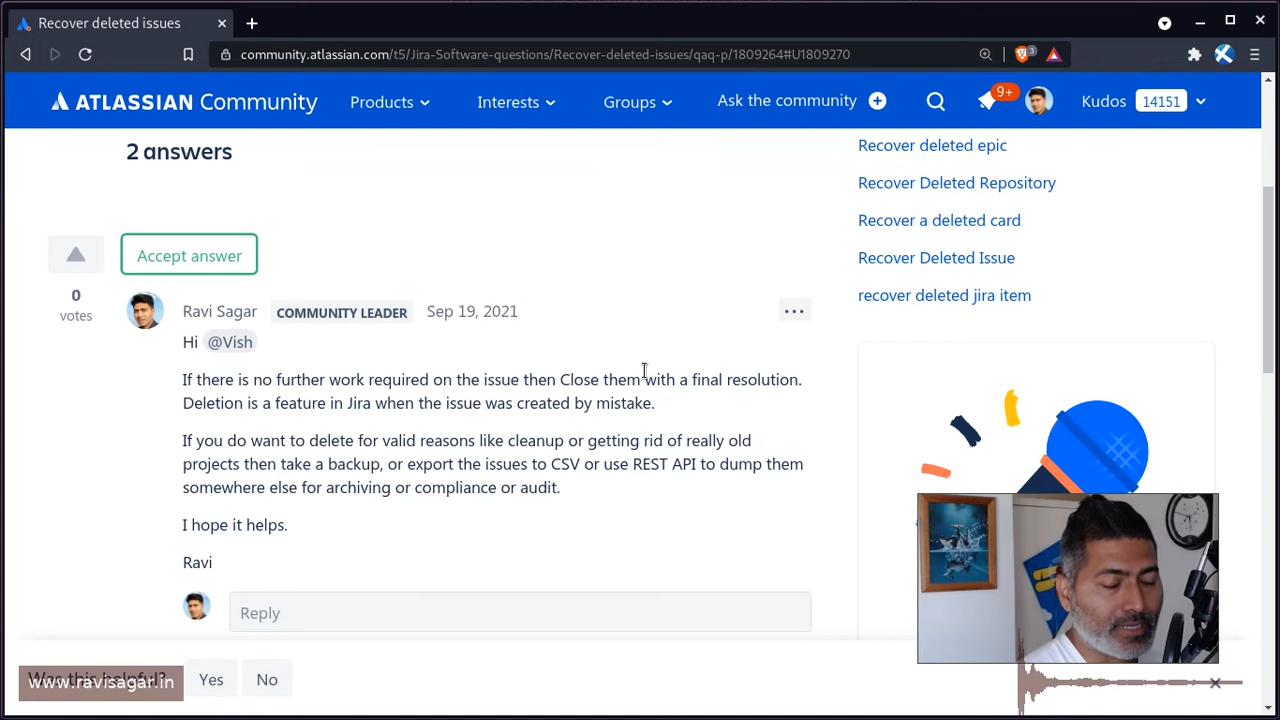 Recover deleted issues
community.atlassian.com/t5/Jira-Software-questions/Recover-deleted-issues/qaq-p/1809264#U1809270
3
ATLASSIAN Community
Products
Interests
Groups
Ask the community
9+
Kudos
14151
2 answers
Accept answer
0
votes
Ravi Sagar
COMMUNITY LEADER
Sep 19, 2021
Hi @Vish
If there is no further work required on the issue then Close them with a final resolution.
Deletion is a feature in Jira when the issue was created by mistake.
If you do want to delete for valid reasons like cleanup or getting rid of really old
projects then take a backup, or export the issues to CSV or use REST API to dump them
somewhere else for archiving or compliance or audit.
I hope it helps.
Ravi
Reply
Recover deleted epic
Recover Deleted Repository
Recover a deleted card
Recover Deleted Issue
recover deleted jira item
Was this helpful?
Yes
No
www.ravisagar.in